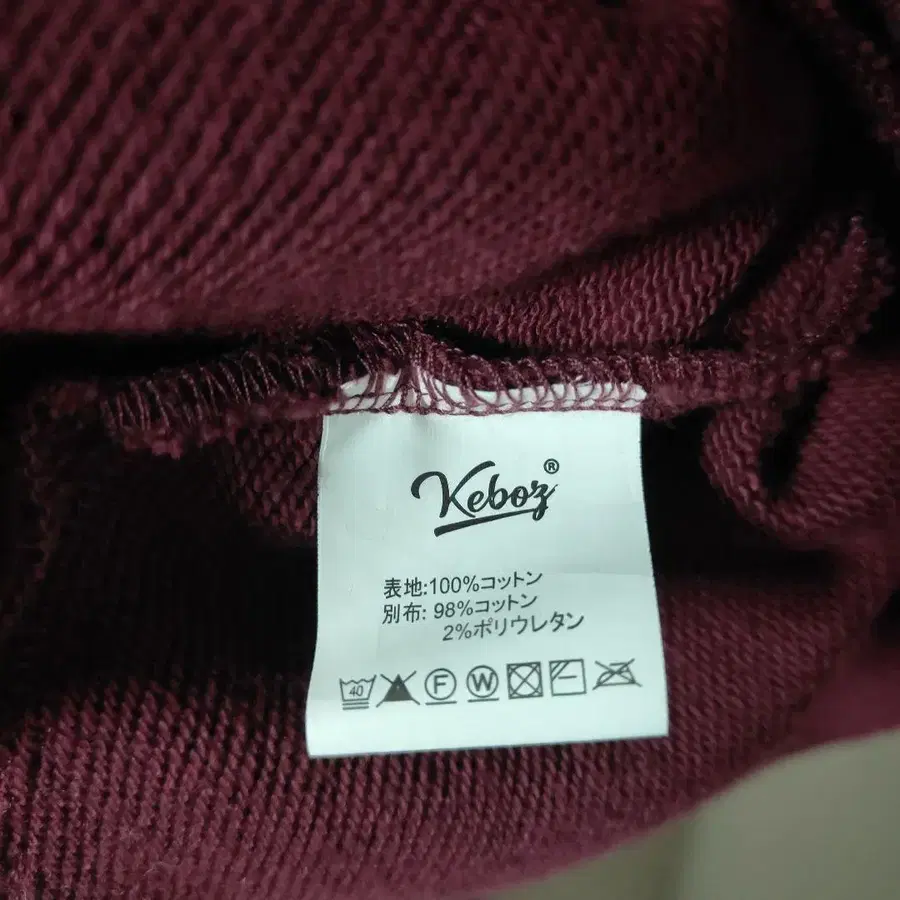 Keboz®
表地:100%コットン
別布: 98%コットン
2%ポリウレタン
40 F W